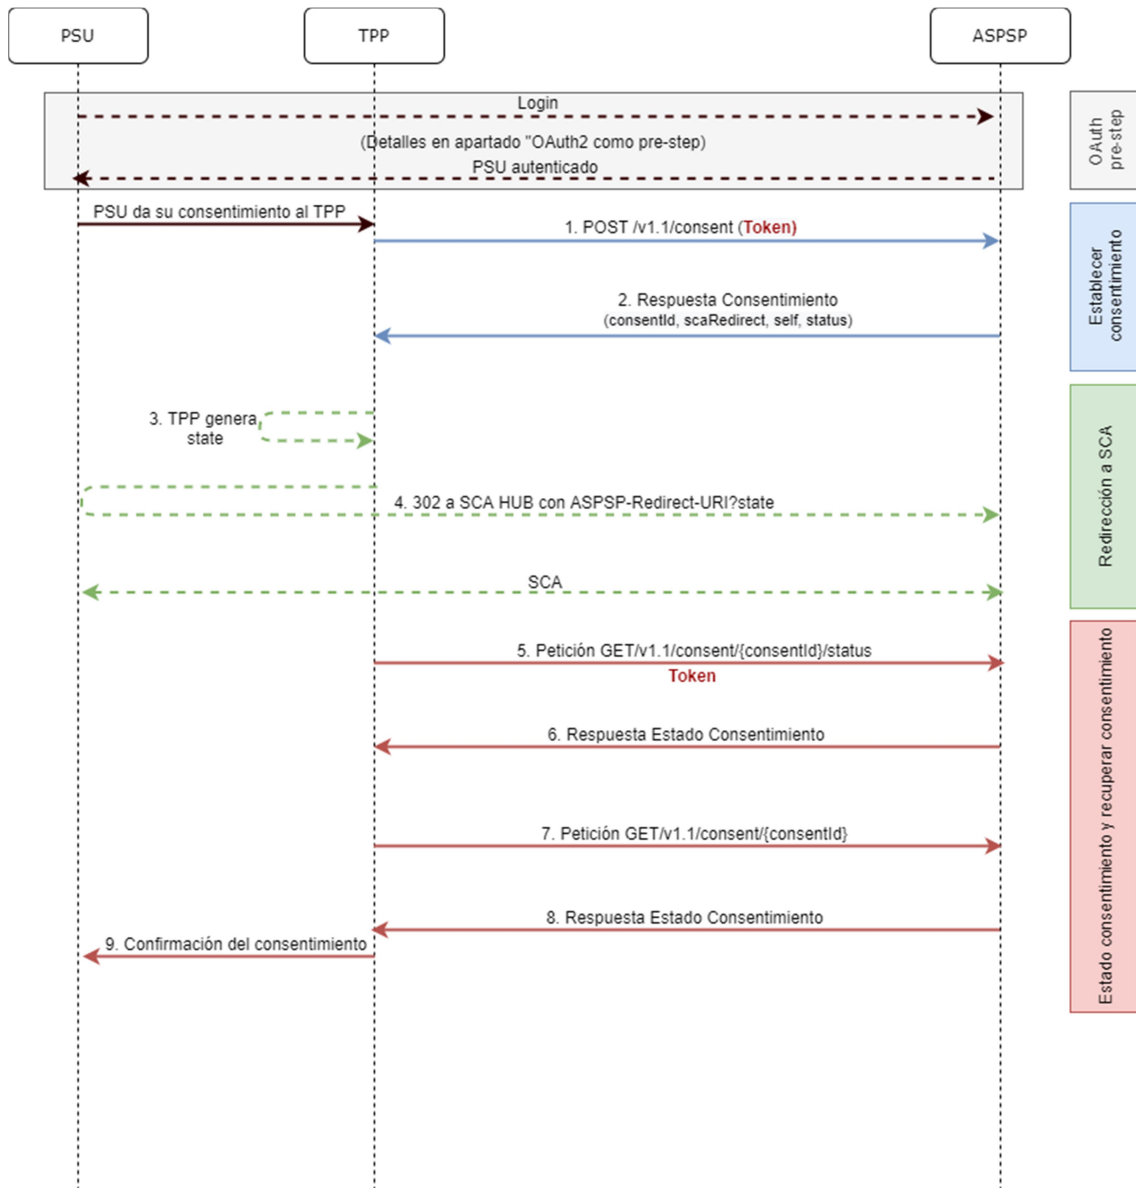 PSU
TPP
ASPSP
Login
(Detalles en apartado "OAuth2 como pre-step)
PSU autenticado
OAuth
pre-step
PSU da su consentimiento al TPP
1. POST /v1.1/consent (Token)
2. Respuesta Consentimiento
(consentId, scaRedirect, self, status)
Establecer
consentimiento
3. TPP genera
state
4. 302 a SCA HUB con ASPSP-Redirect-URI?state
SCA
Redirección a SCA
5. Petición GET/v1.1/consent/{consentId}/status
Token
6. Respuesta Estado Consentimiento
7. Petición GET/v1.1/consent/{consentId}
8. Respuesta Estado Consentimiento
9. Confirmación del consentimiento
Estado consentimiento y recuperar consentimiento